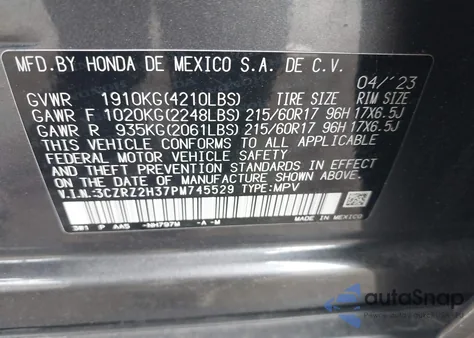 MFD.BY HONDA DE MEXICO S.A. DE C.V.
04/'23
GVWR 1910KG(4210LBS) TIRE SIZE RIM SIZE
GAWR F 1020KG(2248LBS) 215/60R17 96H 17X6.5J
GAWR R 935KG(2061LBS) 215/60R17 96H 17X6.5J
THIS VEHICLE CONFORMS TO ALL APPLICABLE
FEDERAL MOTOR VEHICLE SAFETY AND
THEFT PREVENTION STANDARDS IN EFFECT
ON THE DATE OF MANUFACTURE SHOWN ABOVE.
V.I.N.:3CZRZ2H37PM745529 TYPE:MPV
301 P AAS -NH797M -A -M
autoSnap